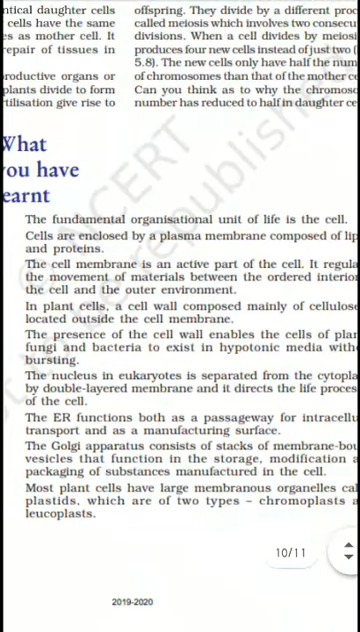 ntical daughter cells
cells have the same
es as mother cell. It
repair of tissues in
roductive organs or
plants divide to form
rtilisation give rise to
offspring. They divide by a different proc
called meiosis which involves two consecu
divisions. When a cell divides by meiosi
produces four new cells instead of just two (
5.8). The new cells only have half the num
of chromosomes than that of the mother c
Can you think as to why the chromoso
number has reduced to half in daughter ce
What
ou have
earnt
The fundamental organisational unit of life is the cell.
Cells are enclosed by a plasma membrane composed of lip
and proteins.
The cell membrane is an active part of the cell. It regula
the movement of materials between the ordered interior
the cell and the outer environment.
In plant cells, a cell wall composed mainly of cellulose
located outside the cell membrane.
The presence of the cell wall enables the cells of plan
fungi and bacteria to exist in hypotonic media with
bursting.
The nucleus in eukaryotes is separated from the cytopla
by double-layered membrane and it directs the life proces
of the cell.
The ER functions both as a passageway for intracellu
transport and as a manufacturing surface.
The Golgi apparatus consists of stacks of membrane-bou
vesicles that function in the storage, modification a
packaging of substances manufactured in the cell.
Most plant cells have large membranous organelles cal
plastids, which are of two types – chromoplasts a
leucoplasts.
10/11
2019-2020
© NCERT
not to be republished